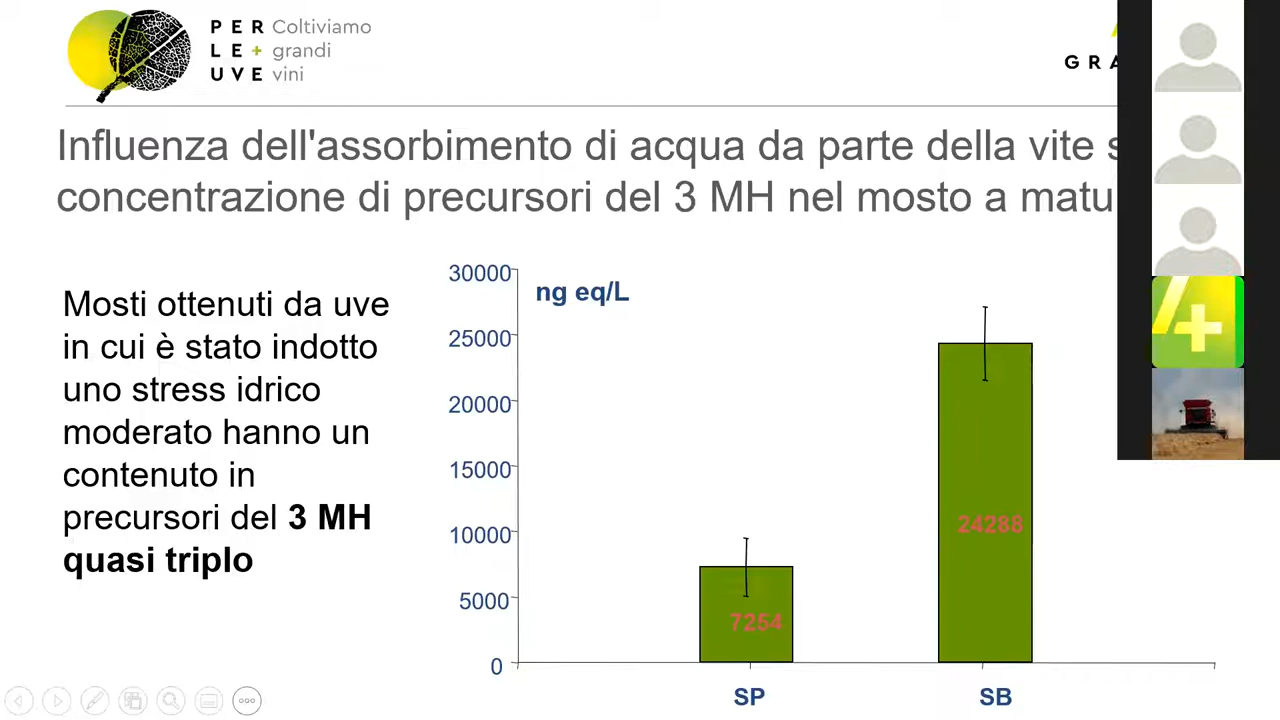 PER Coltiviamo
LE+ grandi
UVE vini
GRA
Influenza dell'assorbimento di acqua da parte della vite s
concentrazione di precursori del 3 MH nel mosto a matu
Mosti ottenuti da uve
in cui è stato indotto
uno stress idrico
moderato hanno un
contenuto in
precursori del 3 MH
quasi triplo
ng eq/L
30000
25000
20000
15000
10000
5000
0
7254
24288
SP
SB